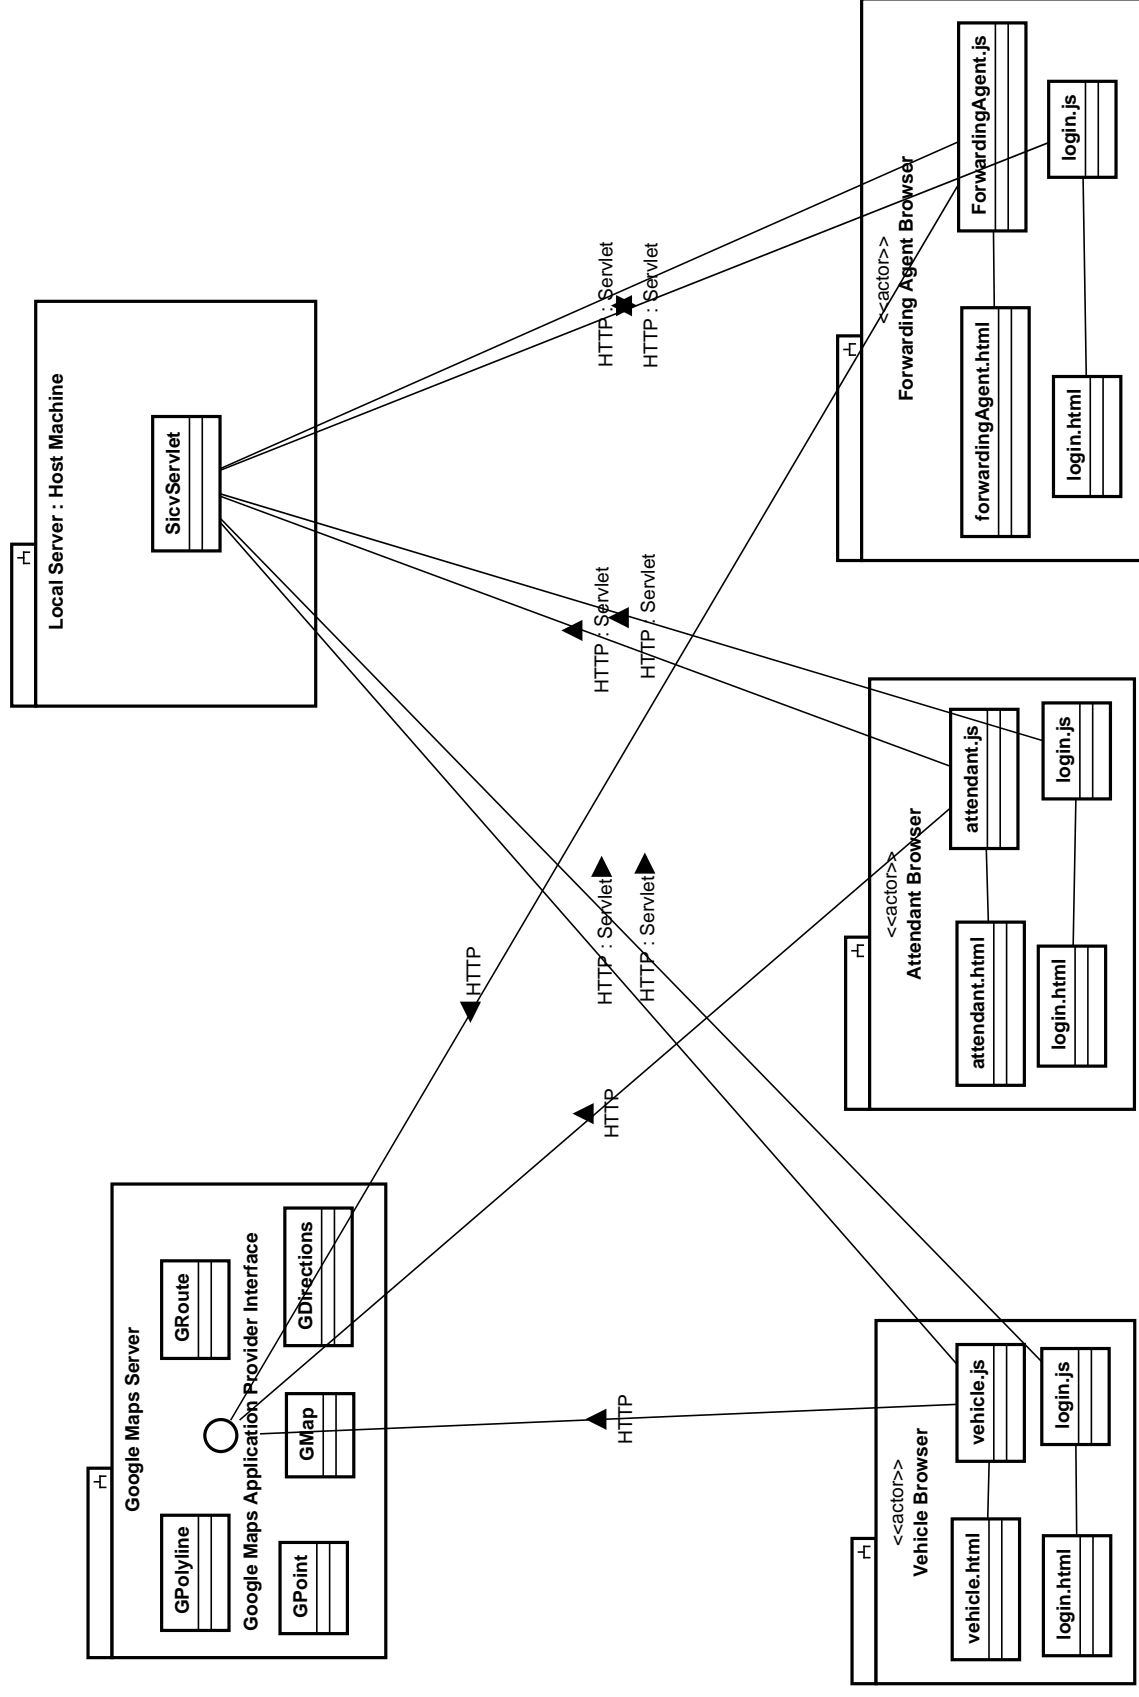 Google Maps Server
GPolyline
GRoute
Google Maps Application Provider Interface
GPoint
GMap
GDirections
Local Server : Host Machine
SicvServlet
HTTP
HTTP
HTTP
HTTP : Servlet
HTTP : Servlet
HTTP : Servlet
HTTP : Servlet
HTTP : Servlet
HTTP : Servlet
<<actor>>
Vehicle Browser
vehicle.html
vehicle.js
login.html
login.js
<<actor>>
Attendant Browser
attendant.html
attendant.js
login.html
login.js
<<actor>>
Forwarding Agent Browser
forwardingAgent.html
ForwardingAgent.js
login.html
login.js